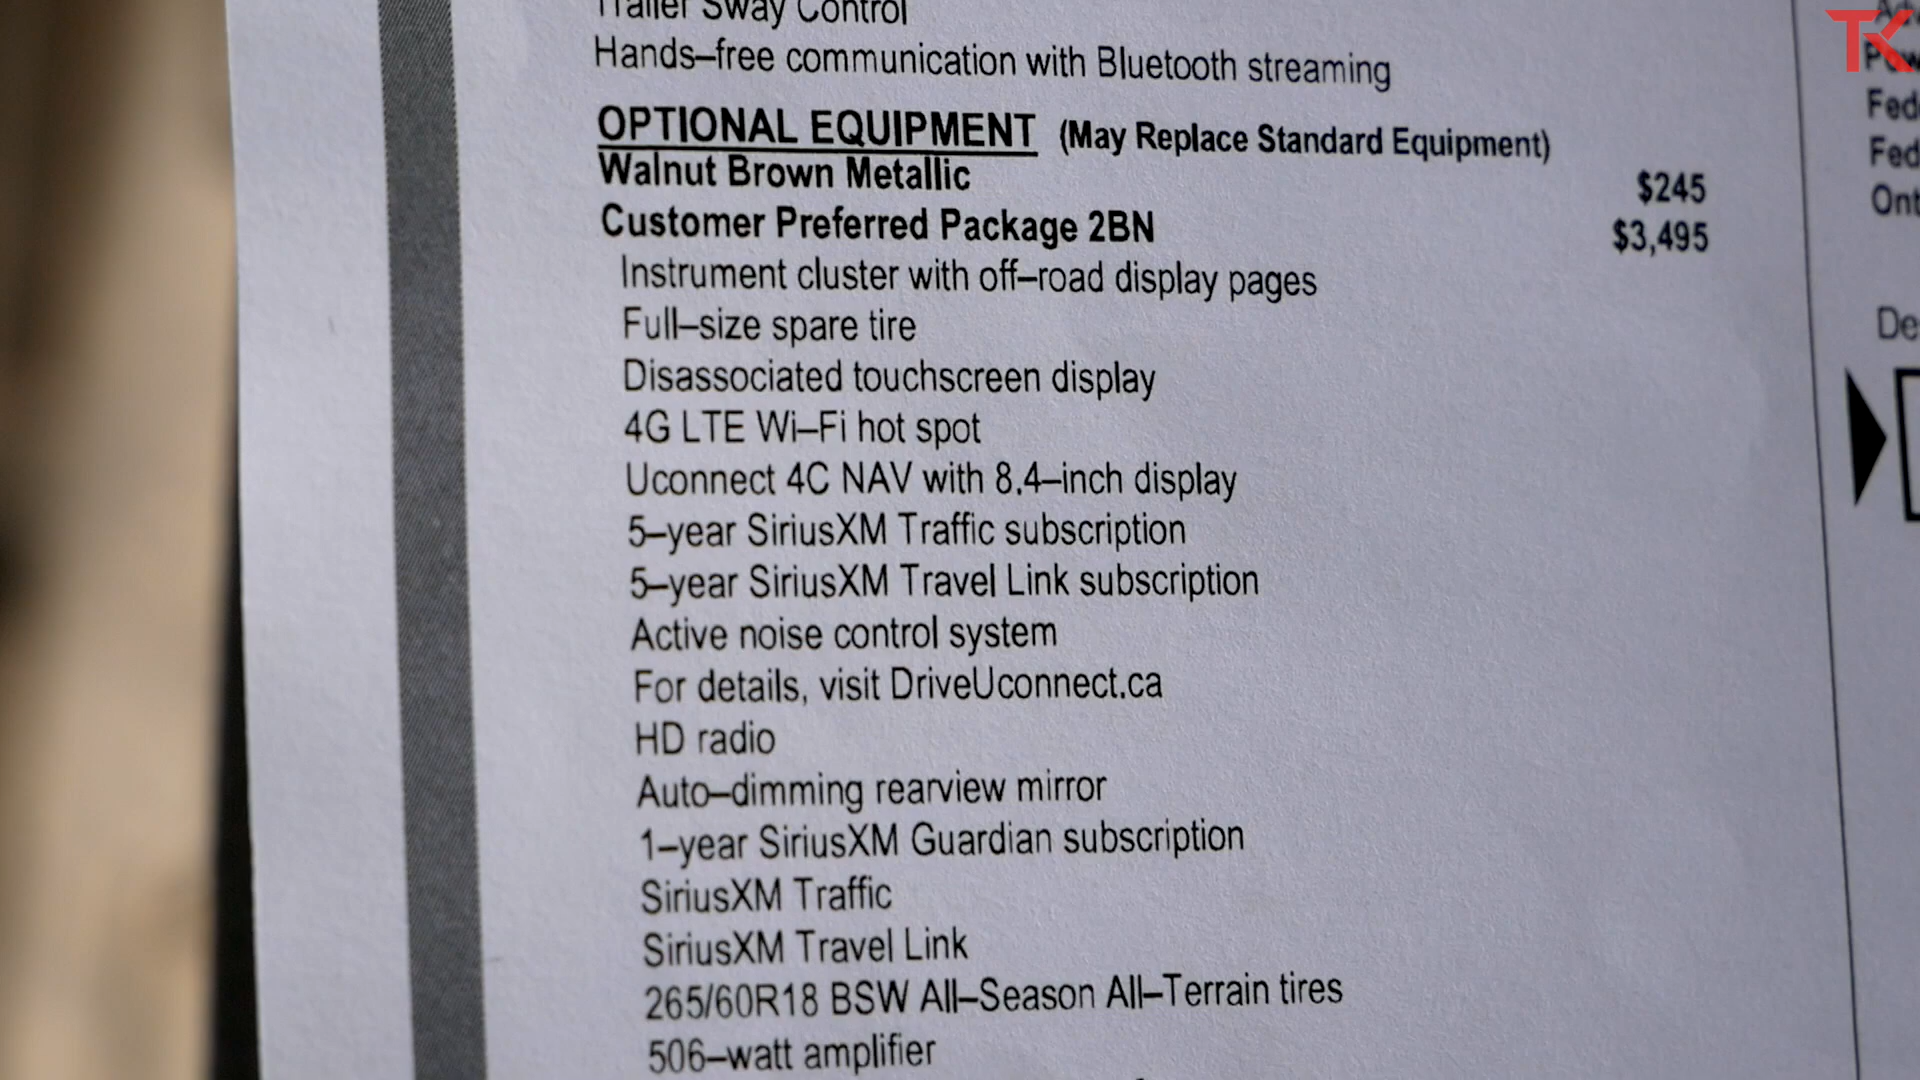 Trailer Sway Control
Hands–free communication with Bluetooth streaming
OPTIONAL EQUIPMENT (May Replace Standard Equipment)
Walnut Brown Metallic $245
Customer Preferred Package 2BN $3,495
Instrument cluster with off–road display pages
Full–size spare tire
Disassociated touchscreen display
4G LTE Wi–Fi hot spot
Uconnect 4C NAV with 8.4–inch display
5–year SiriusXM Traffic subscription
5–year SiriusXM Travel Link subscription
Active noise control system
For details, visit DriveUconnect.ca
HD radio
Auto–dimming rearview mirror
1–year SiriusXM Guardian subscription
SiriusXM Traffic
SiriusXM Travel Link
265/60R18 BSW All–Season All–Terrain tires
506–watt amplifier
TK
Fed
Fed
Ont
De